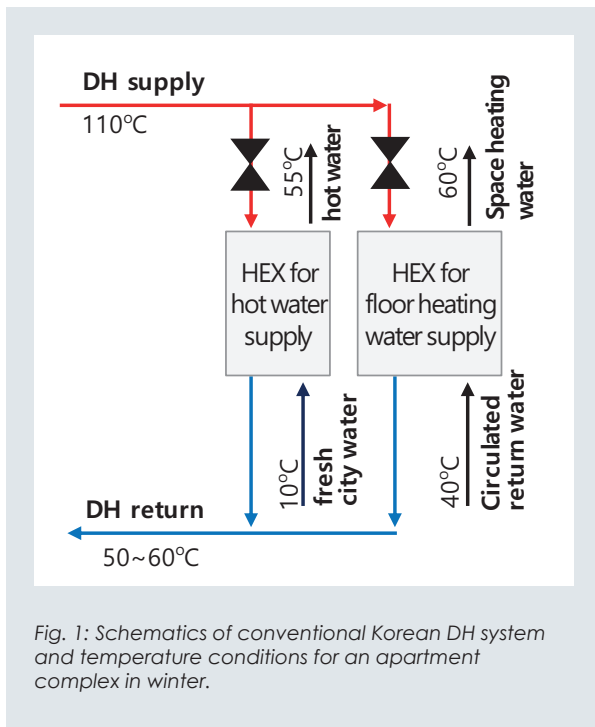 DH supply
110°C
55°C
hot water
60°C
Space heating
water
HEX for
hot water
supply
HEX for
floor heating
water supply
10°C
fresh
city water
40°C
Circulated
return water
DH return
50~60°C
Fig. 1: Schematics of conventional Korean DH system
and temperature conditions for an apartment
complex in winter.